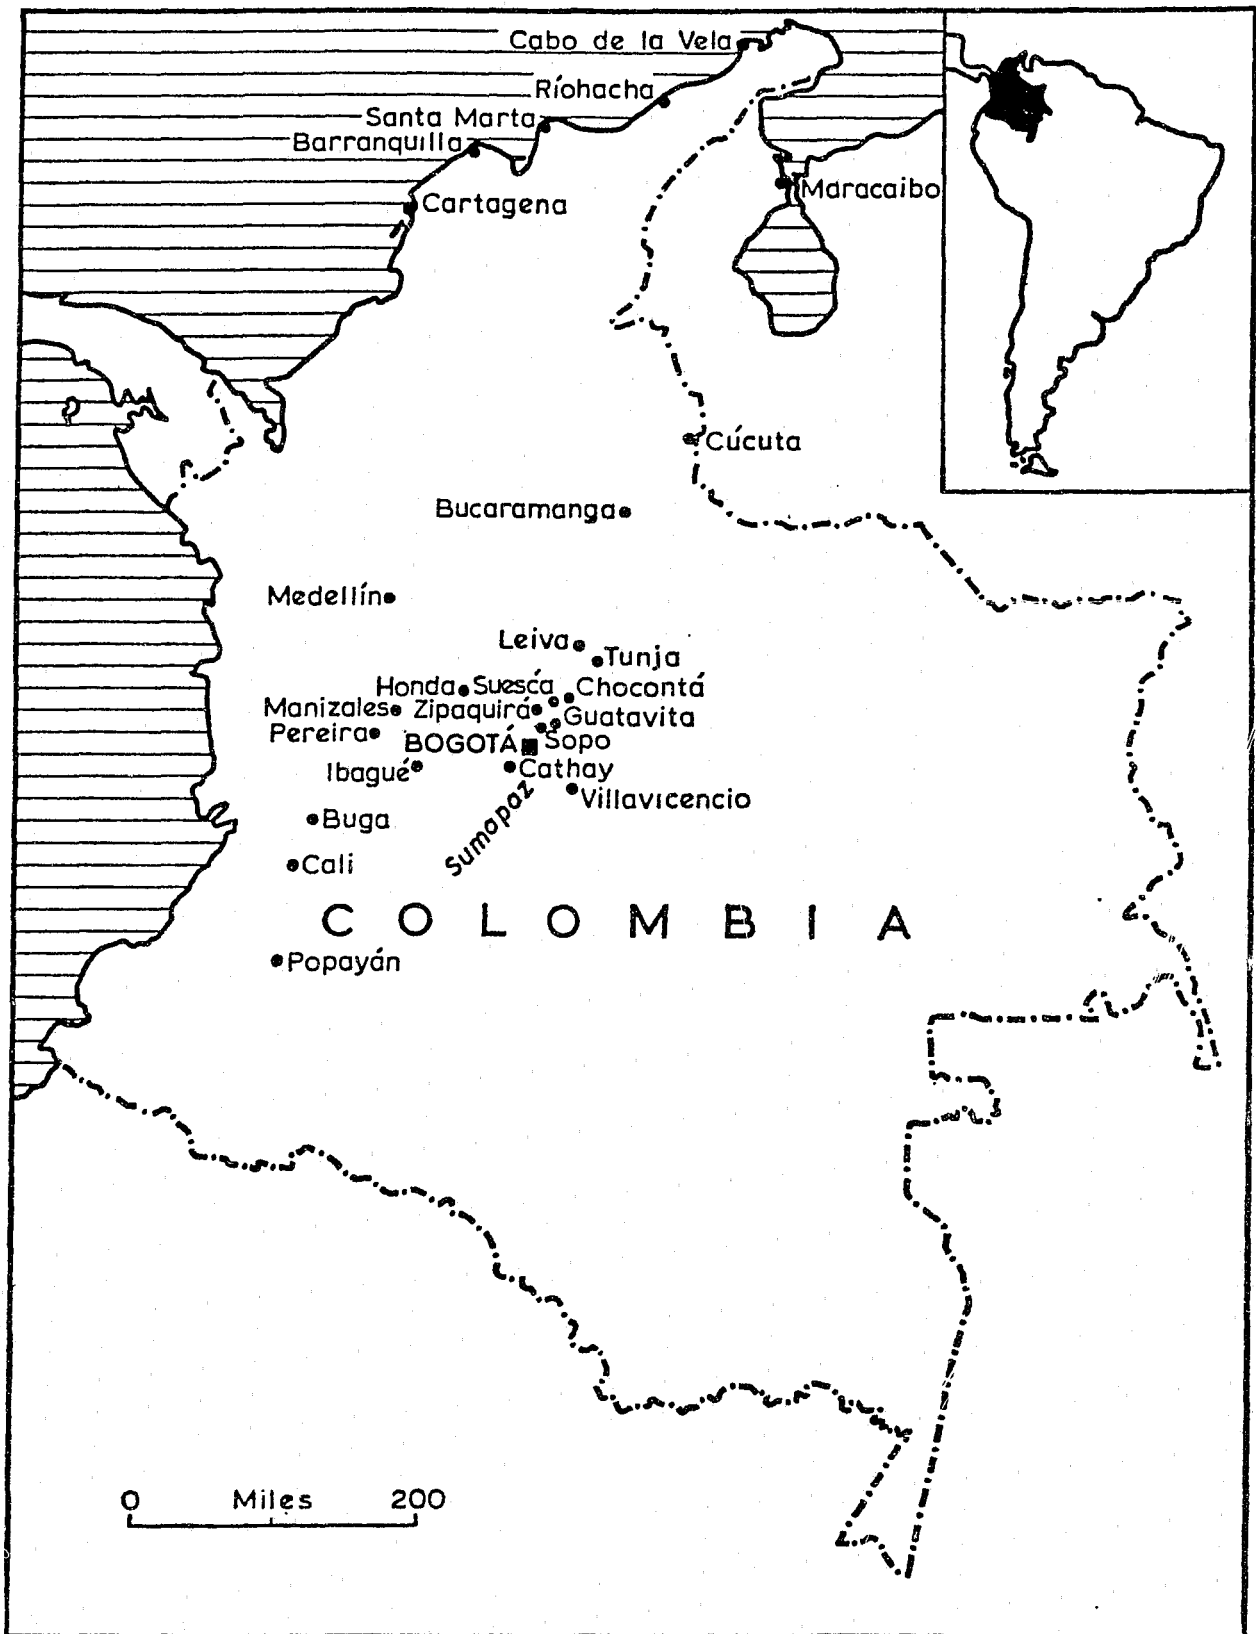 Cabo de la Vela
Ríohacha
Santa Marta
Barranquilla
Maracaibo
Cartagena
Cúcuta
Bucaramanga
Medellín
Leiva
Tunja
Honda
Suesca
Chocontá
Manizales
Zipaquirá
Guatavita
Pereira
BOGOTÁ
Sopo
Ibagué
Cathay
Villavicencio
Sumapaz
Buga
Cali
COLOMBIA
Popayán
0 Miles 200